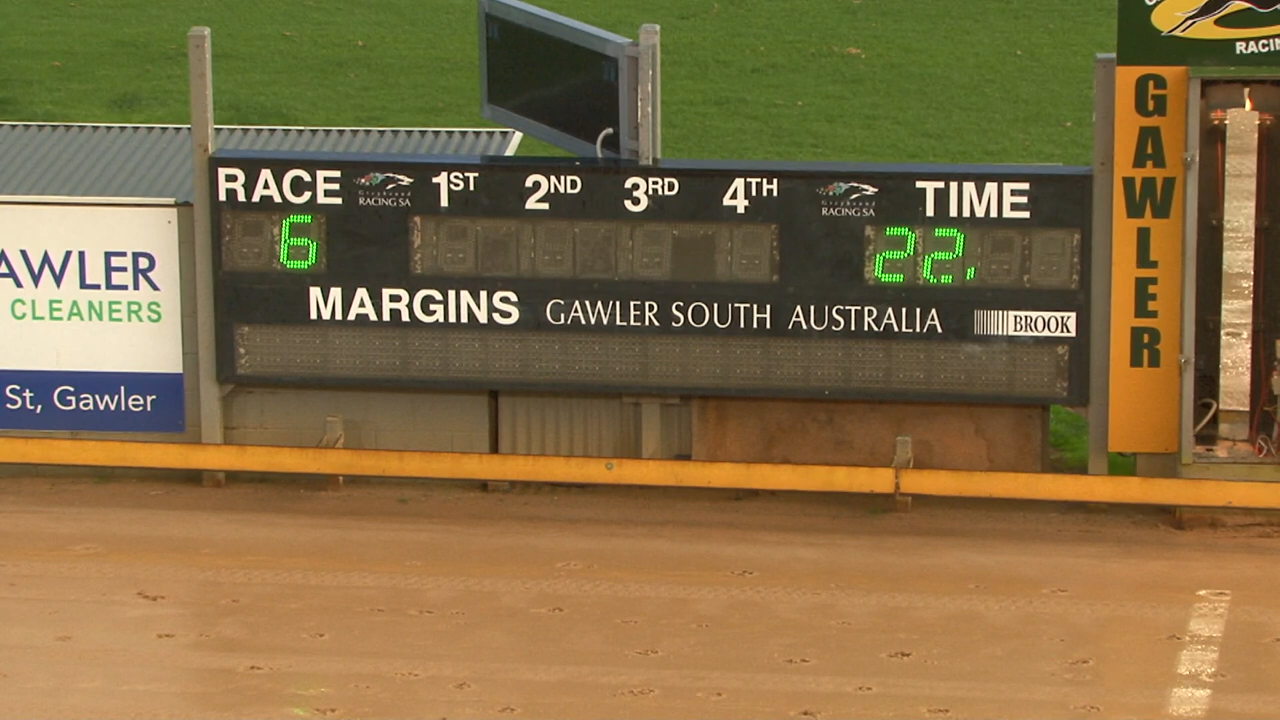 RACING
RACE
Greyhound
RACING SA
1ST
2ND
3RD
4TH
Greyhound
RACING SA
TIME
6
22.
MARGINS
GAWLER SOUTH AUSTRALIA
BROOK
AWLER
CLEANERS
St, Gawler
GAWLER